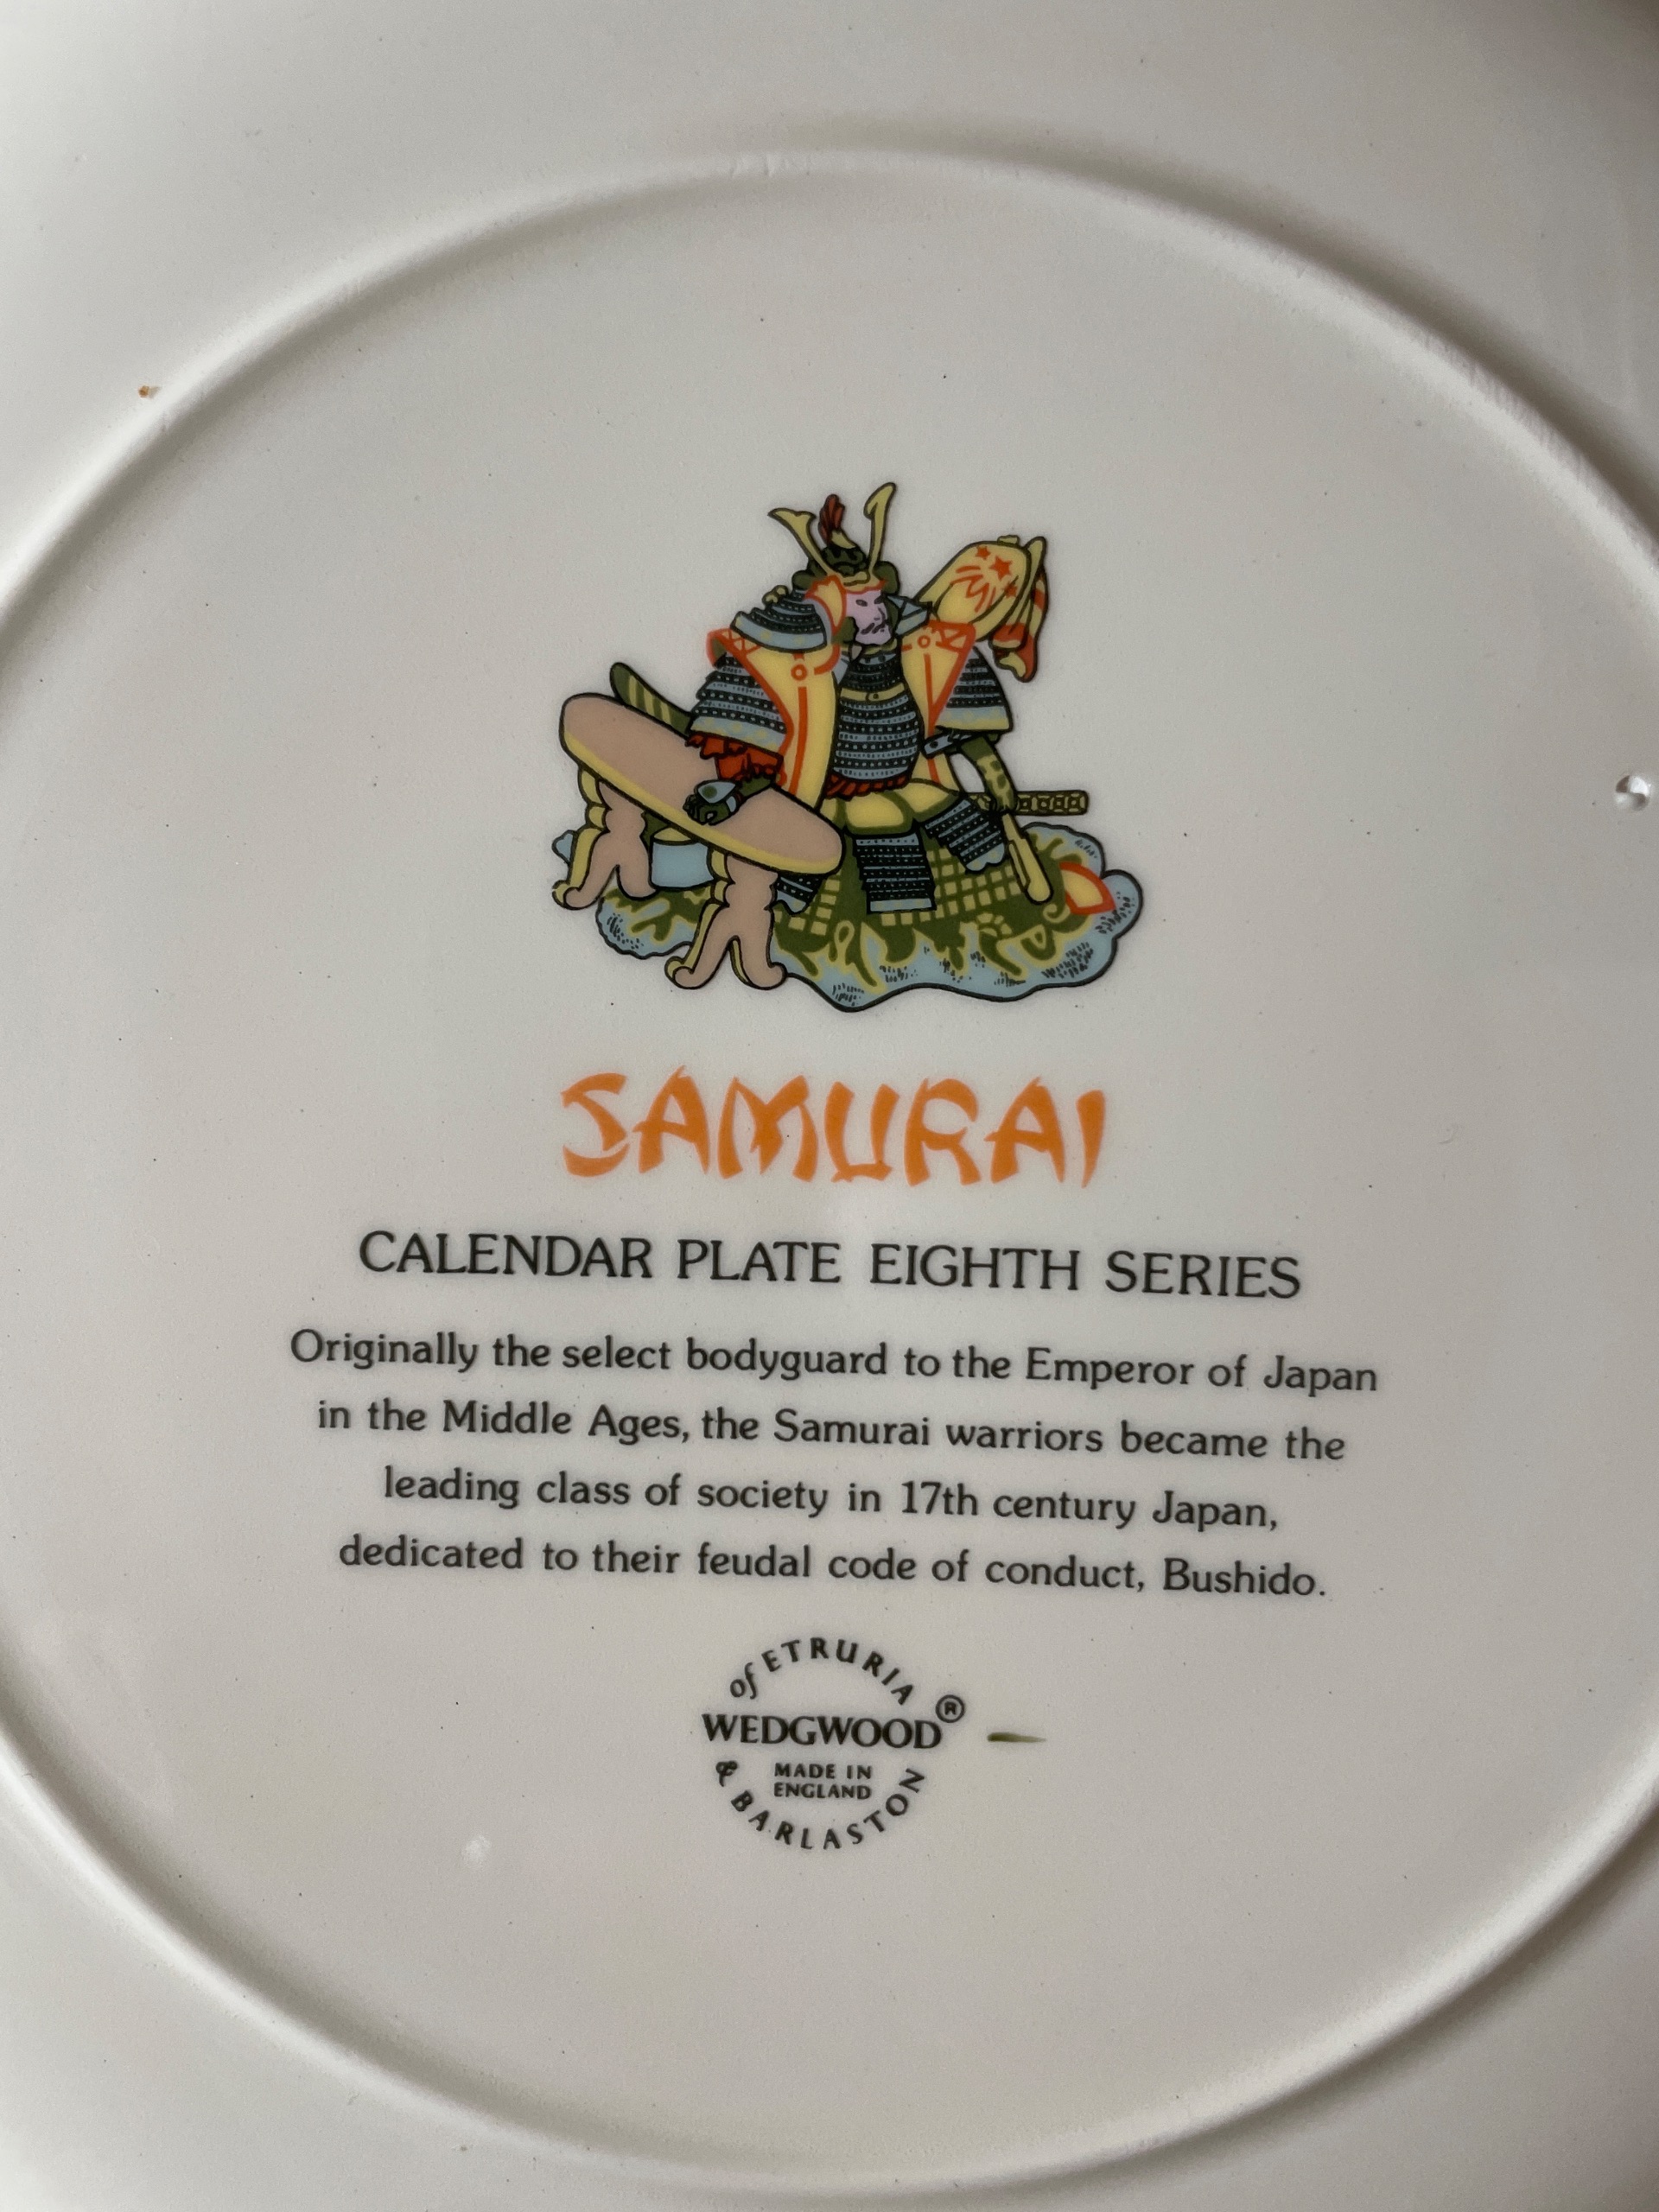 SAMURAI
CALENDAR PLATE EIGHTH SERIES
Originally the select bodyguard to the Emperor of Japan
in the Middle Ages, the Samurai warriors became the
leading class of society in 17th century Japan,
dedicated to their feudal code of conduct, Bushido.
of ETRURIA
WEDGWOOD®
MADE IN
ENGLAND
& BARLASTON